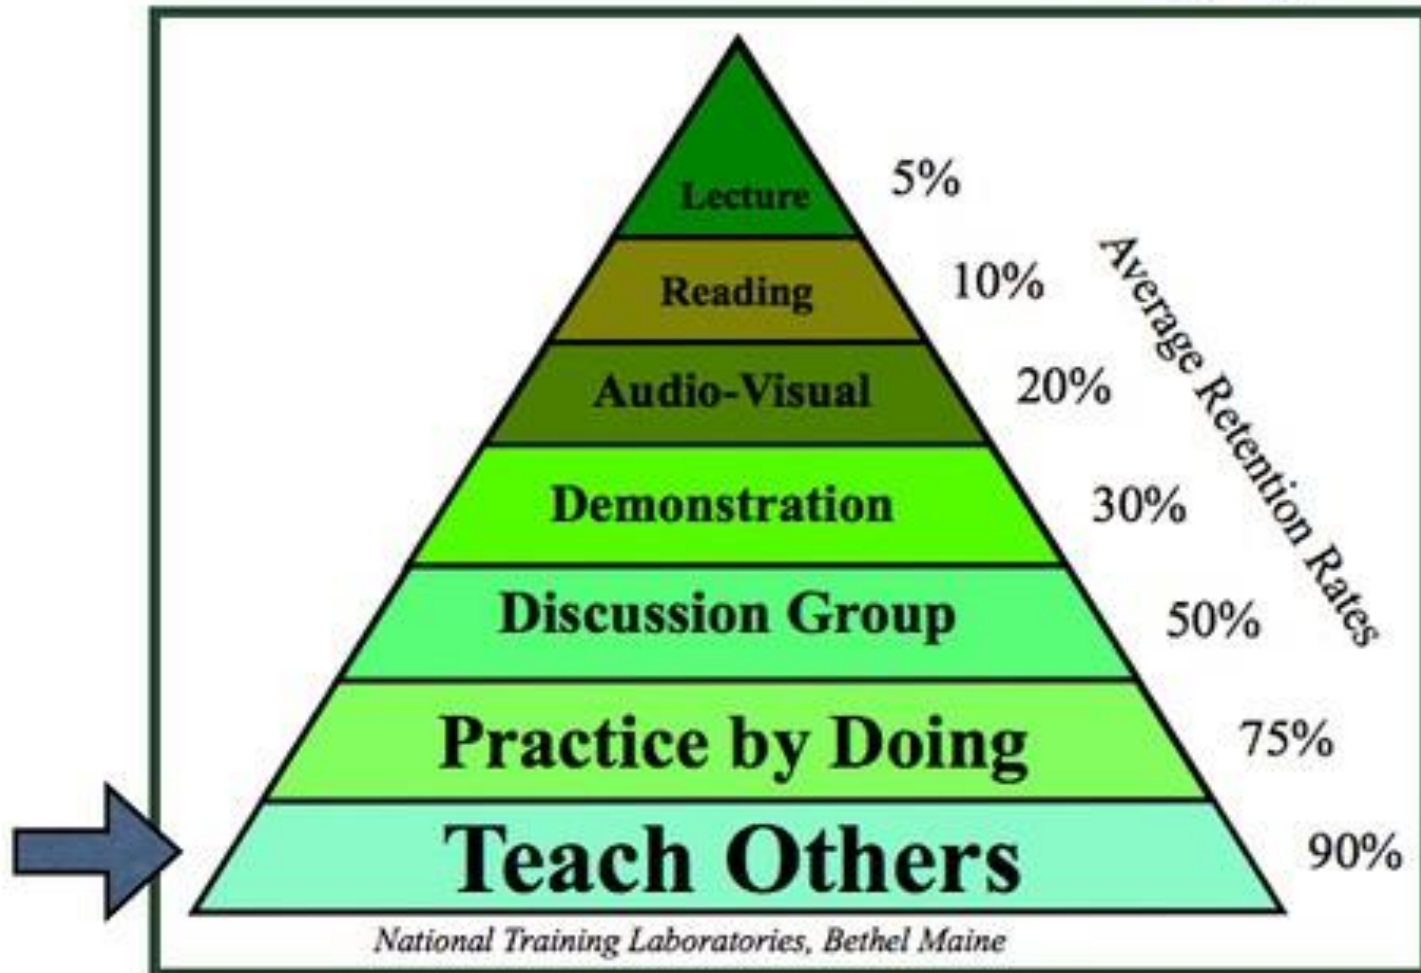 Lecture
5%
Reading
10%
Audio-Visual
20%
Demonstration
30%
Discussion Group
50%
Practice by Doing
75%
Teach Others
90%
Average Retention Rates
National Training Laboratories, Bethel Maine